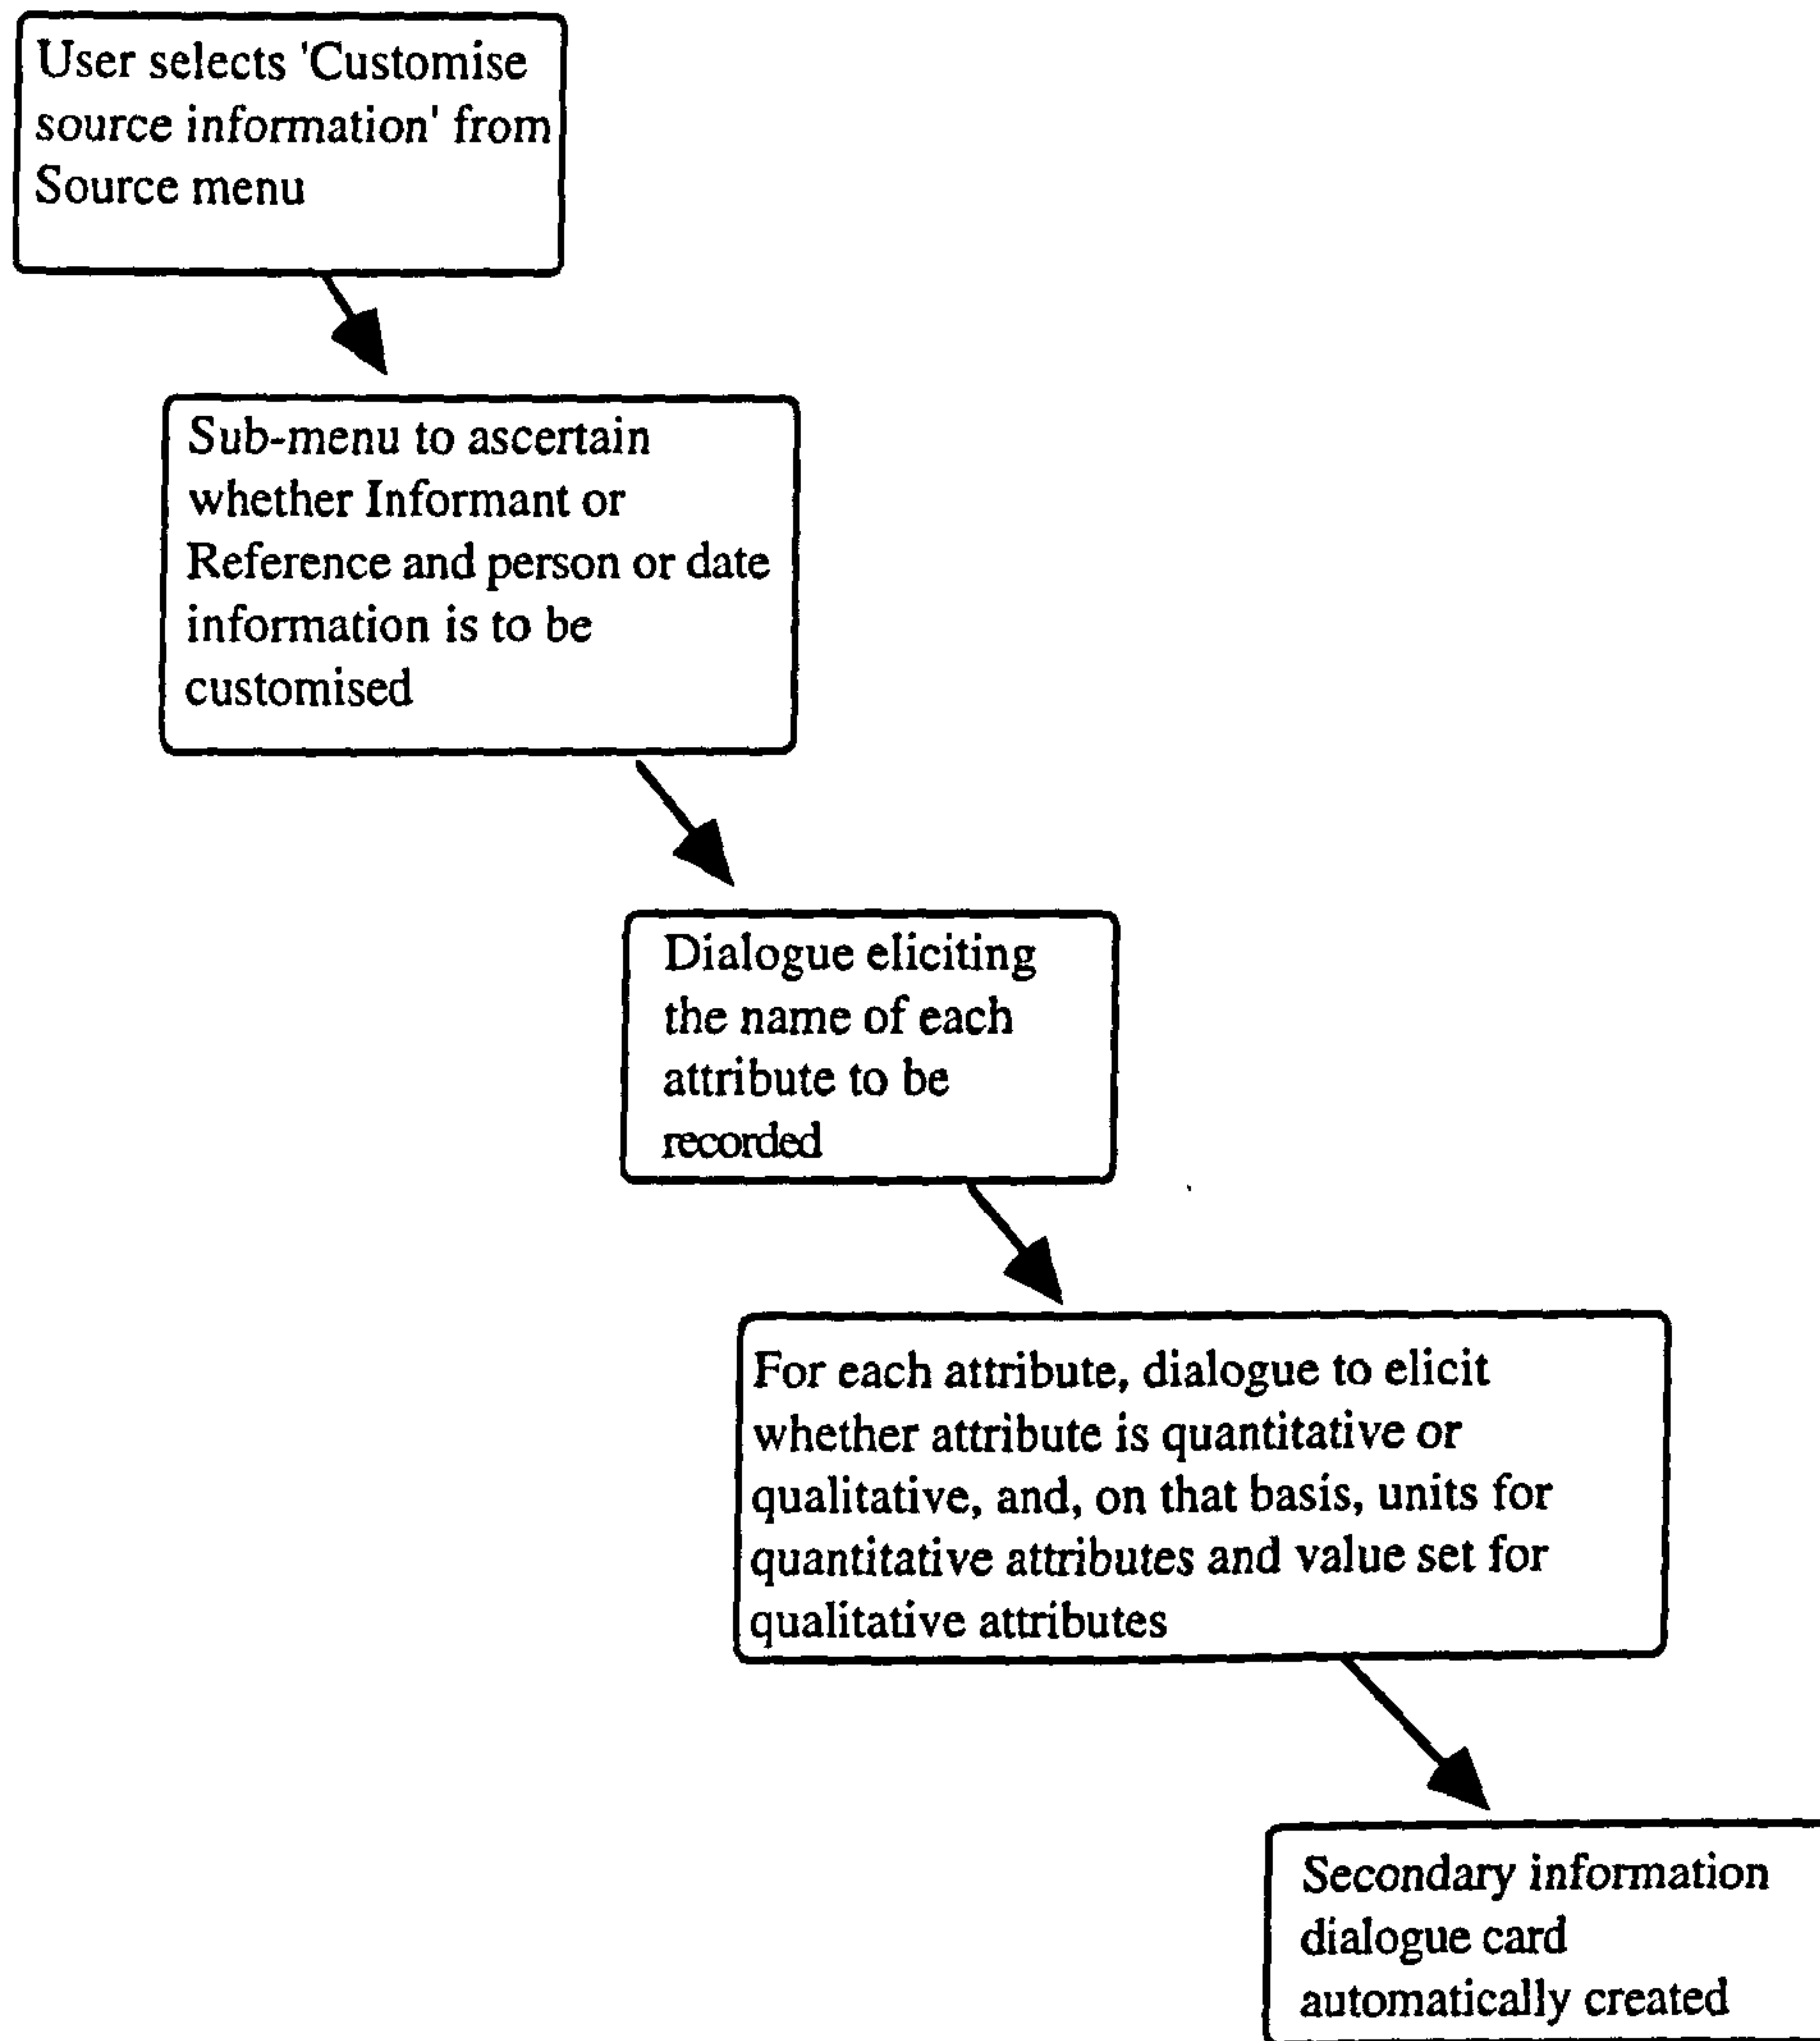 User selects 'Customise
source information' from
Source menu
Sub-menu to ascertain
whether Informant or
Reference and person or date
information is to be
customised
Dialogue eliciting
the name of each
attribute to be
recorded
For each attribute, dialogue to elicit
whether attribute is quantitative or
qualitative, and, on that basis, units for
quantitative attributes and value set for
qualitative attributes
Secondary information
dialogue card
automatically created